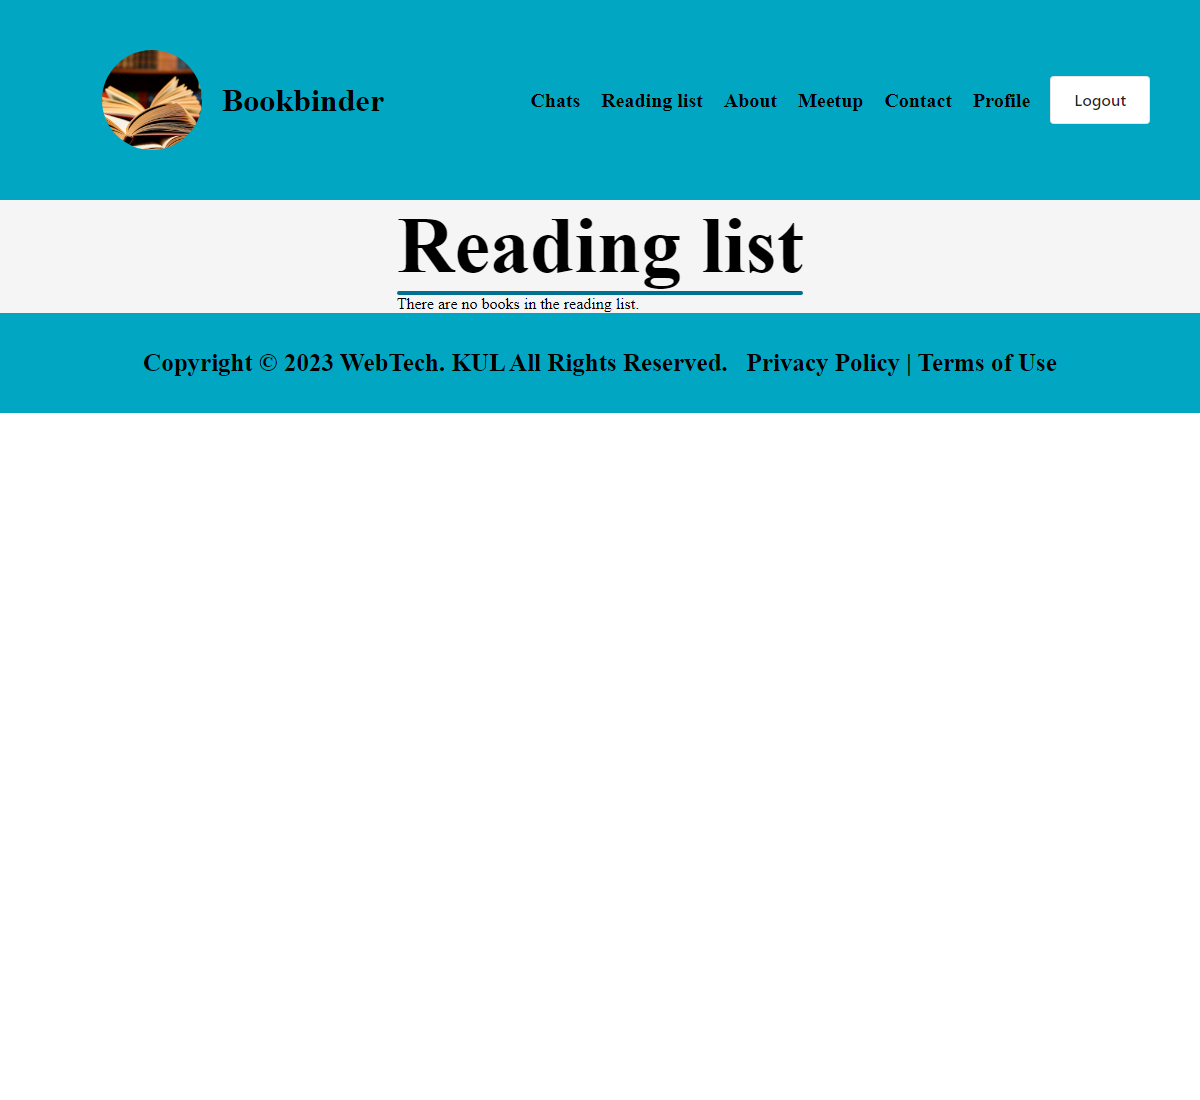 Bookbinder
Chats Reading list About Meetup Contact Profile Logout
Reading list
There are no books in the reading list.
Copyright © 2023 WebTech. KUL All Rights Reserved. Privacy Policy | Terms of Use